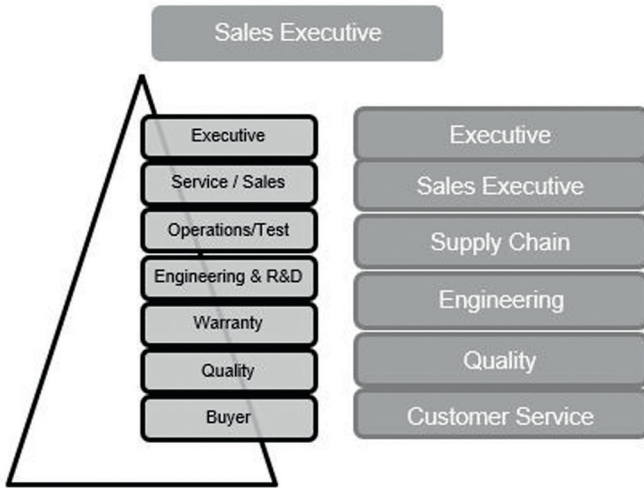 Sales Executive
Executive
Service / Sales
Operations/Test
Engineering & R&D
Warranty
Quality
Buyer
Executive
Sales Executive
Supply Chain
Engineering
Quality
Customer Service